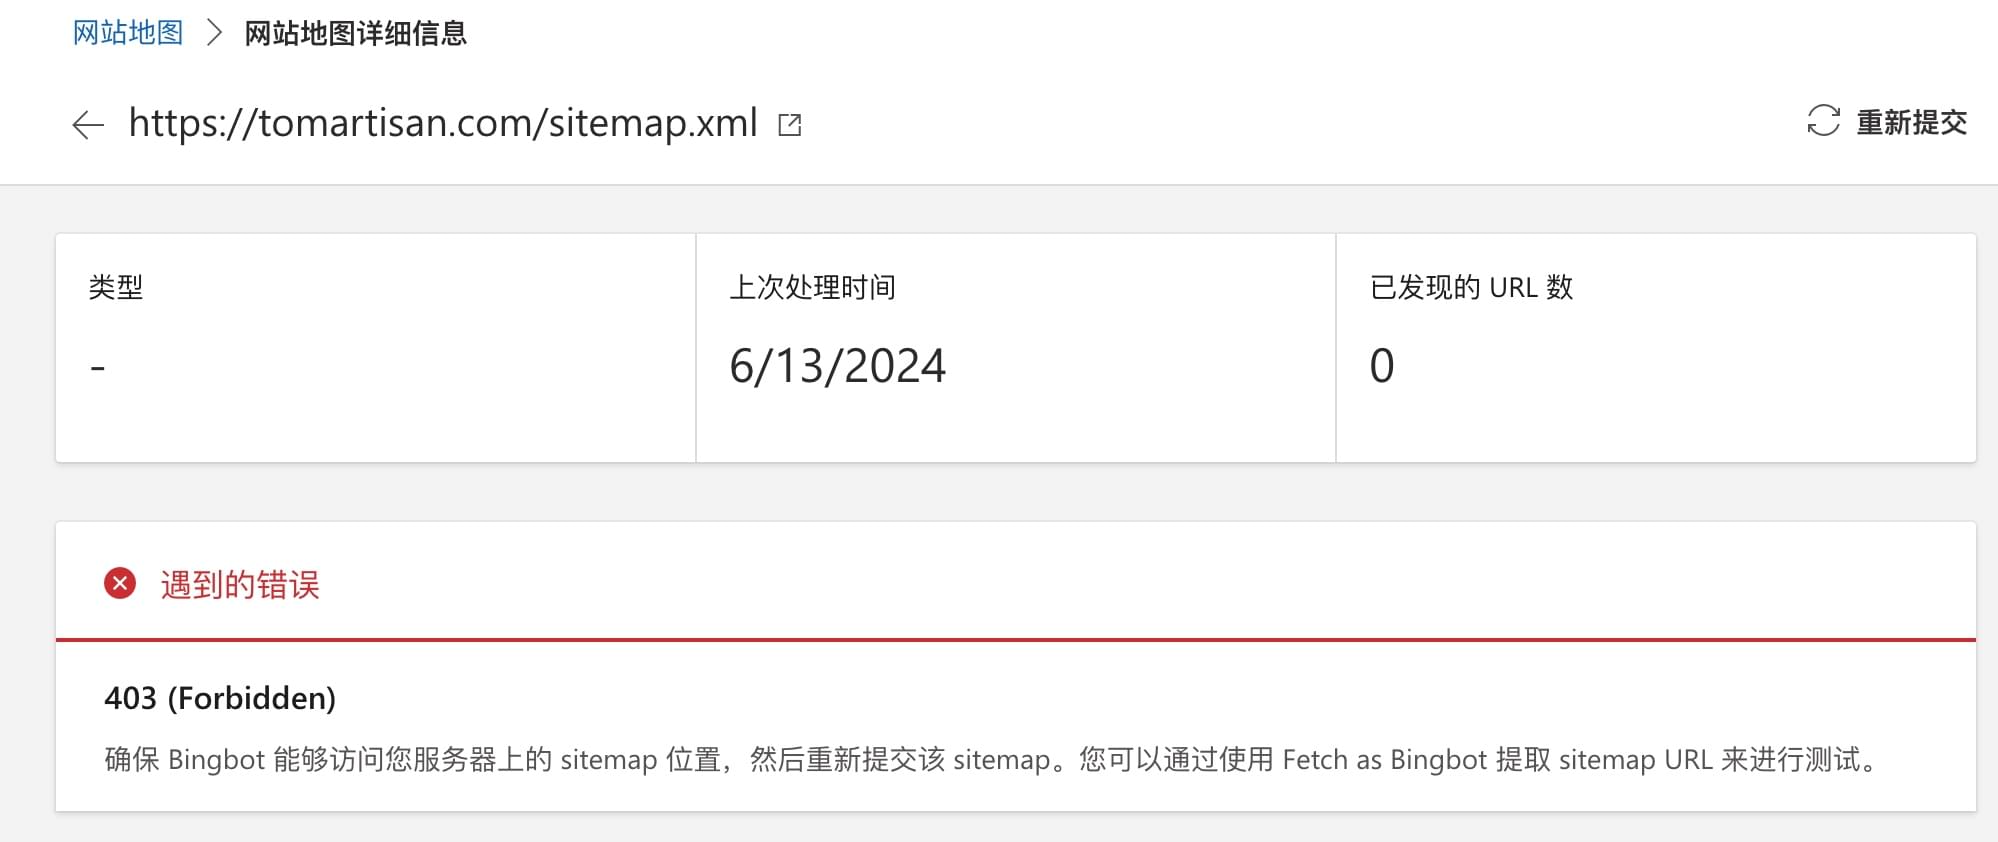 网站地图 > 网站地图详细信息
https://tomartisan.com/sitemap.xml
重新提交
类型
-
上次处理时间
6/13/2024
已发现的 URL 数
0
遇到的错误
403 (Forbidden)
确保 Bingbot 能够访问您服务器上的 sitemap 位置，然后重新提交该 sitemap。您可以通过使用 Fetch as Bingbot 提取 sitemap URL 来进行测试。